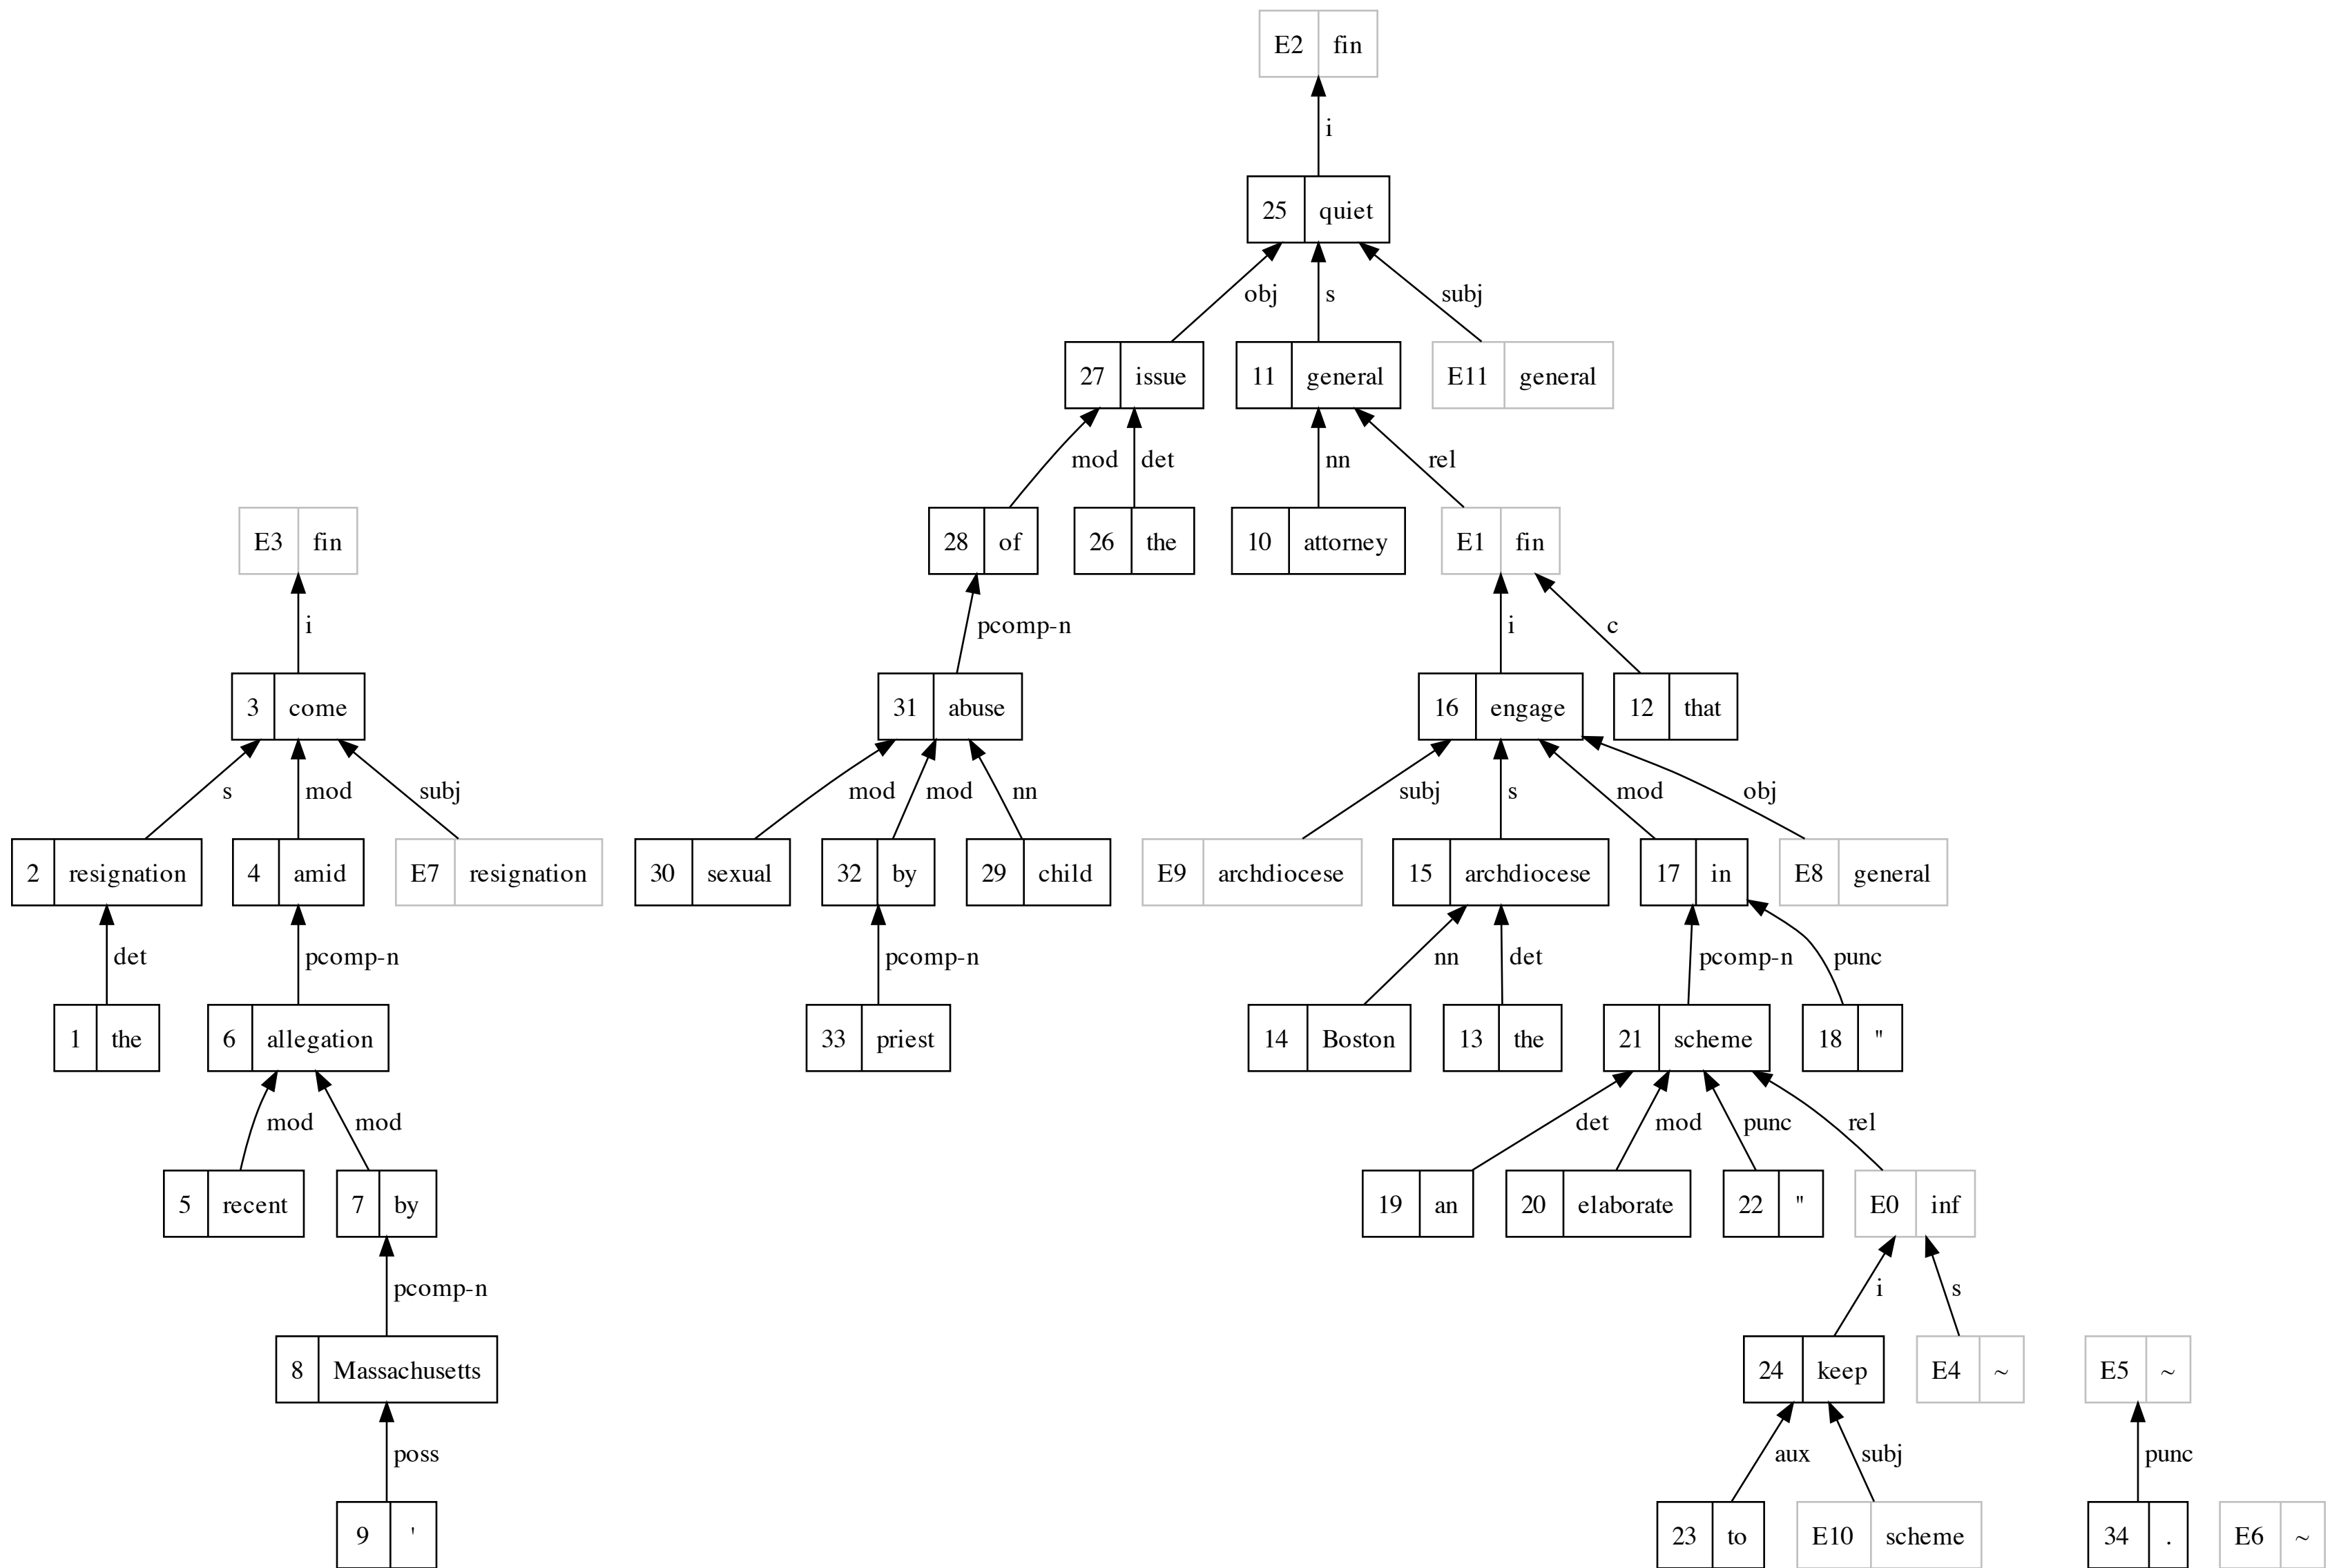 E2 fin
i
25 quiet
obj s subj
27 issue 11 general E11 general
mod det nn rel
E3 fin 28 of 26 the 10 attorney E1 fin
i pcomp-n i c
3 come 31 abuse 16 engage 12 that
s mod subj mod mod nn subj s mod obj
2 resignation 4 amid E7 resignation 30 sexual 32 by 29 child E9 archdiocese 15 archdiocese 17 in E8 general
det pcomp-n pcomp-n nn det pcomp-n punc
1 the 6 allegation 33 priest 14 Boston 13 the 21 scheme 18 "
mod mod det mod punc rel
5 recent 7 by 19 an 20 elaborate 22 " E0 inf
pcomp-n i s
8 Massachusetts 24 keep E4 ~ E5 ~
poss aux subj punc
9 ' 23 to E10 scheme 34 . E6 ~